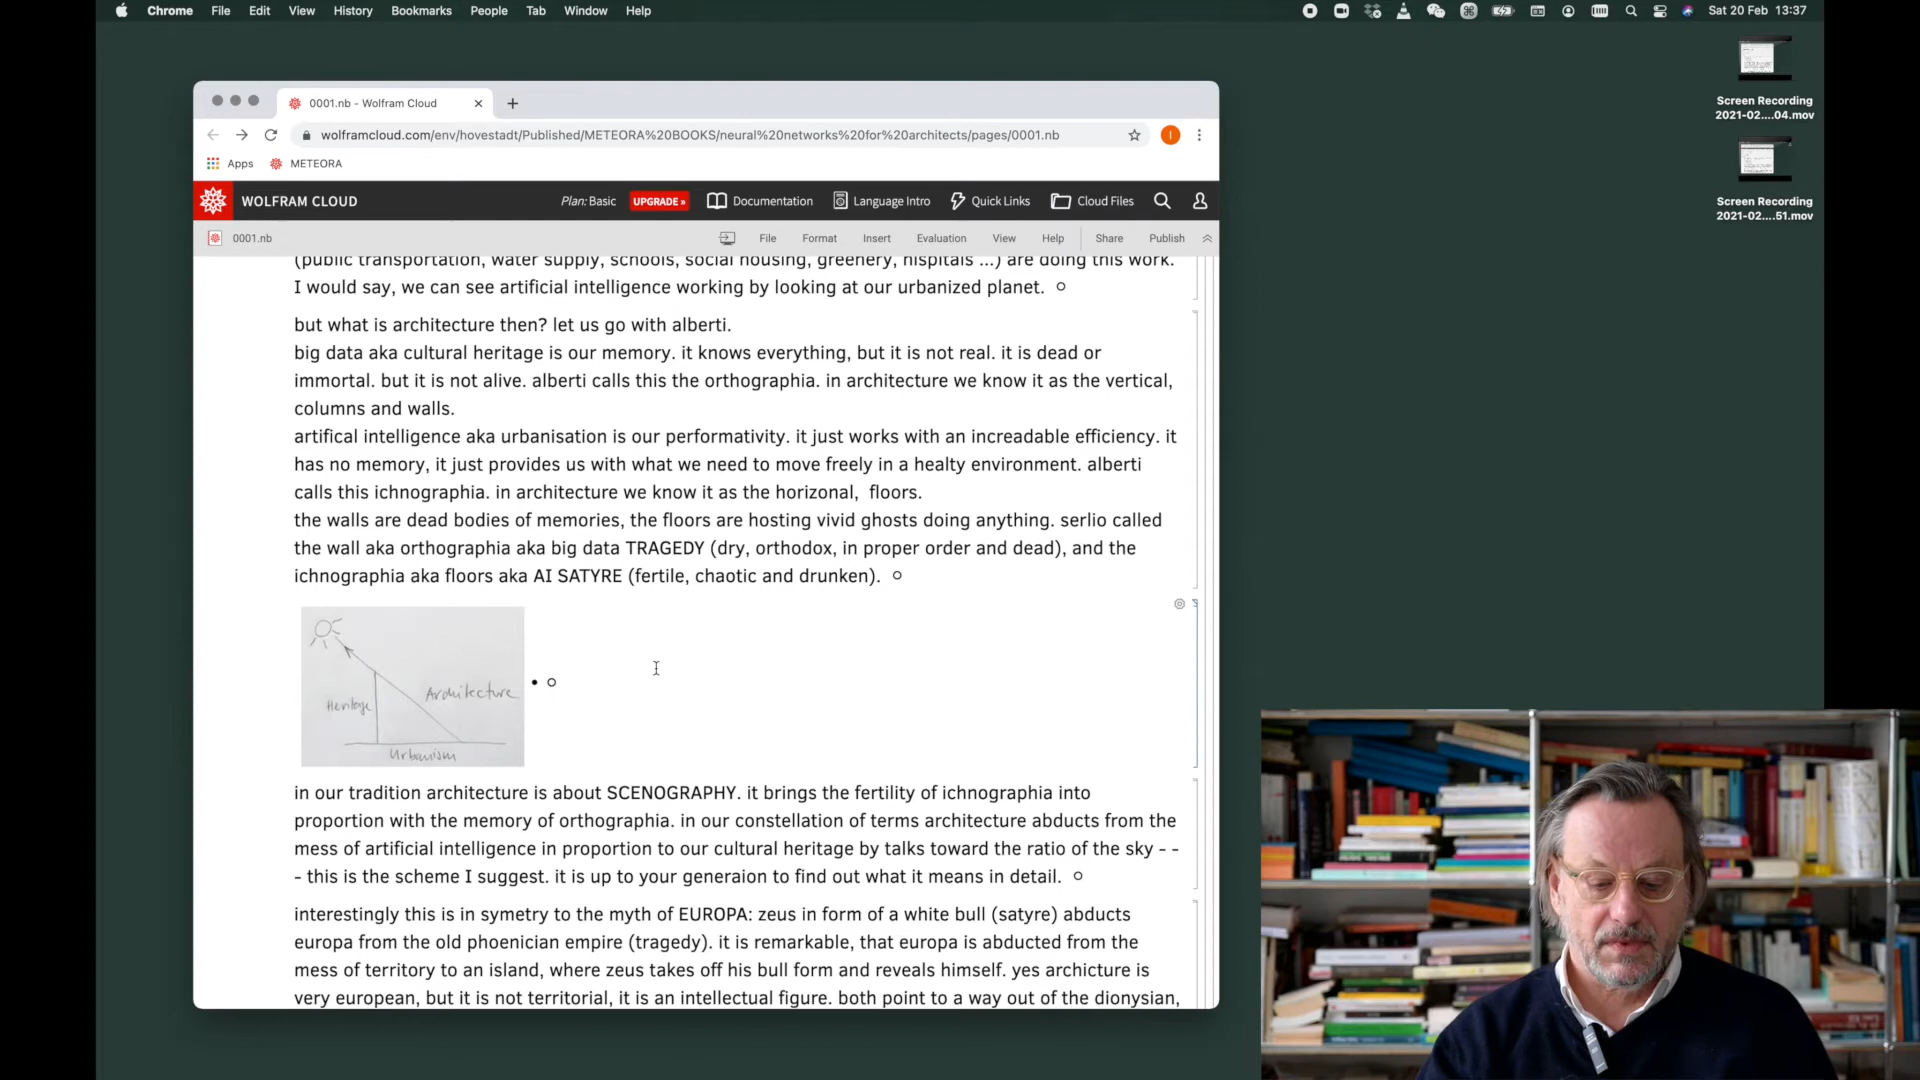 Chrome File Edit View History Bookmarks People Tab Window Help
Sat 20 Feb 13:37
Screen Recording
2021-02....04.mov
Screen Recording
2021-02....51.mov
0001.nb - Wolfram Cloud
wolframcloud.com/env/hovestadt/Published/METEORA%20BOOKS/neural%20networks%20for%20architects/pages/0001.nb
I
Apps METEORA
WOLFRAM CLOUD
Plan: Basic UPGRADE » Documentation Language Intro Quick Links Cloud Files
0001.nb
File Format Insert Evaluation View Help Share Publish
(public transportation, water supply, schools, social housing, greenery, hispitals ...) are doing this work.
I would say, we can see artificial intelligence working by looking at our urbanized planet.
but what is architecture then? let us go with alberti.
big data aka cultural heritage is our memory. it knows everything, but it is not real. it is dead or
immortal. but it is not alive. alberti calls this the orthographia. in architecture we know it as the vertical,
columns and walls.
artifical intelligence aka urbanisation is our performativity. it just works with an increadable efficiency. it
has no memory, it just provides us with what we need to move freely in a healty environment. alberti
calls this ichnographia. in architecture we know it as the horizonal, floors.
the walls are dead bodies of memories, the floors are hosting vivid ghosts doing anything. serlio called
the wall aka orthographia aka big data TRAGEDY (dry, orthodox, in proper order and dead), and the
ichnographia aka floors aka AI SATYRE (fertile, chaotic and drunken).
Architecture
Heritage
Urbanism
in our tradition architecture is about SCENOGRAPHY. it brings the fertility of ichnographia into
proportion with the memory of orthographia. in our constellation of terms architecture abducts from the
mess of artificial intelligence in proportion to our cultural heritage by talks toward the ratio of the sky - -
- this is the scheme I suggest. it is up to your generaion to find out what it means in detail.
interestingly this is in symetry to the myth of EUROPA: zeus in form of a white bull (satyre) abducts
europa from the old phoenician empire (tragedy). it is remarkable, that europa is abducted from the
mess of territory to an island, where zeus takes off his bull form and reveals himself. yes archicture is
very european, but it is not territorial, it is an intellectual figure. both point to a way out of the dionysian,